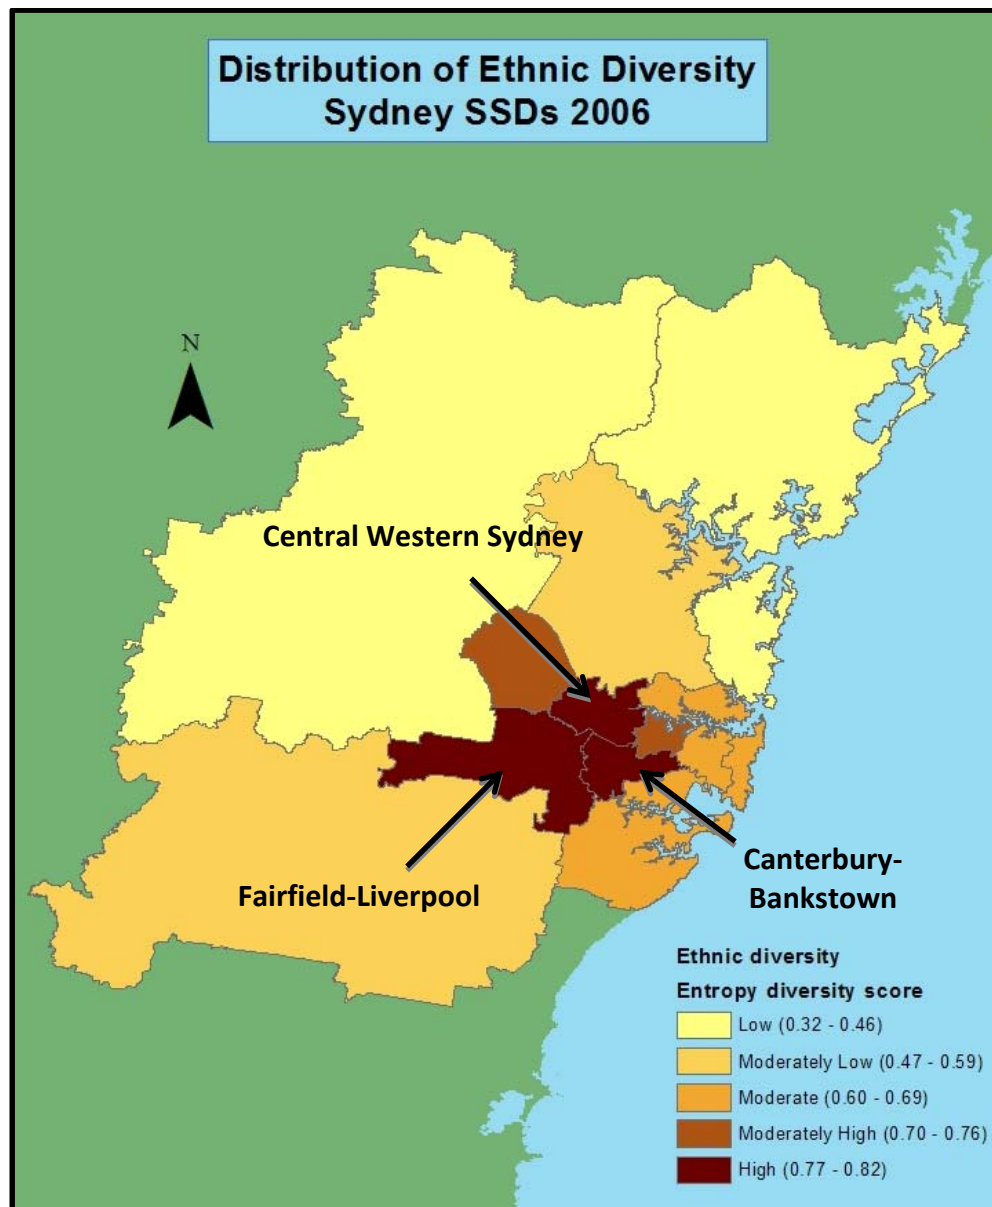 Distribution of Ethnic Diversity
Sydney SSDs 2006
N
Central Western Sydney
Fairfield-Liverpool
Canterbury-
Bankstown
Ethnic diversity
Entropy diversity score
Low (0.32 - 0.46)
Moderately Low (0.47 - 0.59)
Moderate (0.60 - 0.69)
Moderately High (0.70 - 0.76)
High (0.77 - 0.82)